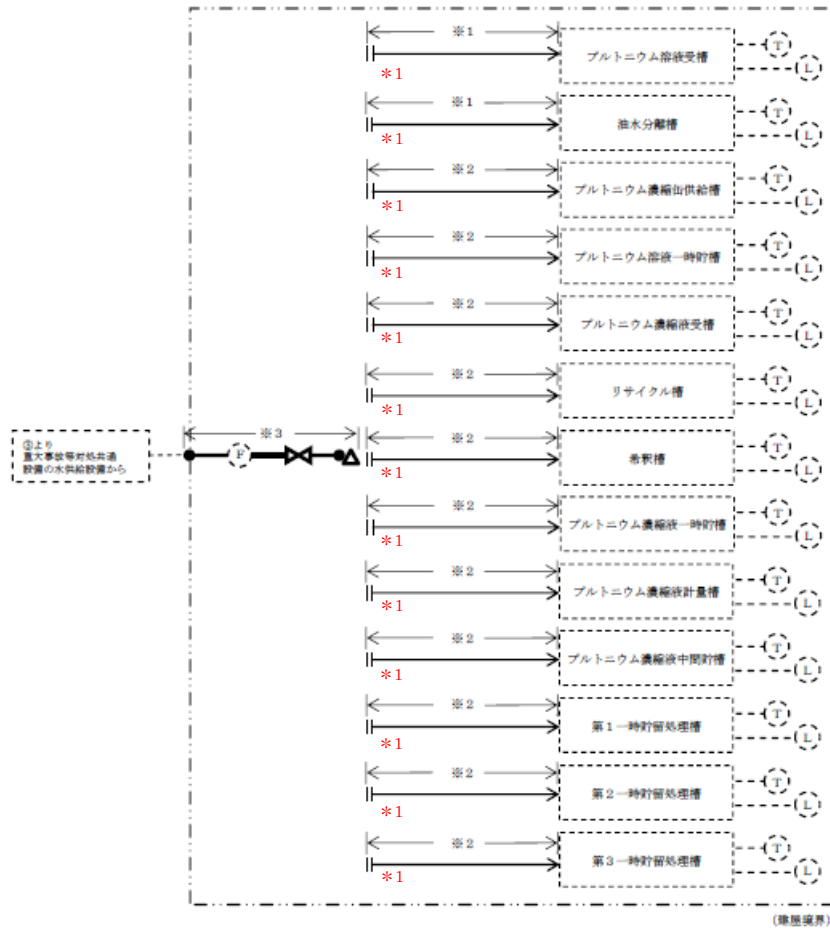 ※1
プルトニウム溶液受槽
T
L
*1
※1
油水分離槽
T
L
*1
※2
プルトニウム濃縮缶供給槽
T
L
*1
※2
プルトニウム溶液一時貯槽
T
L
*1
※2
プルトニウム濃縮液受槽
T
L
*1
※2
リサイクル槽
T
L
*1
③より
重大事故等対処共通
設備の水供給設備から
※3
F
※2
希釈槽
T
L
*1
※2
プルトニウム濃縮液一時貯槽
T
L
*1
※2
プルトニウム濃縮液計量槽
T
L
*1
※2
プルトニウム濃縮液中間貯槽
T
L
*1
※2
第1一時貯留処理槽
T
L
*1
※2
第2一時貯留処理槽
T
L
*1
※2
第3一時貯留処理槽
T
L
*1
(建屋境界)